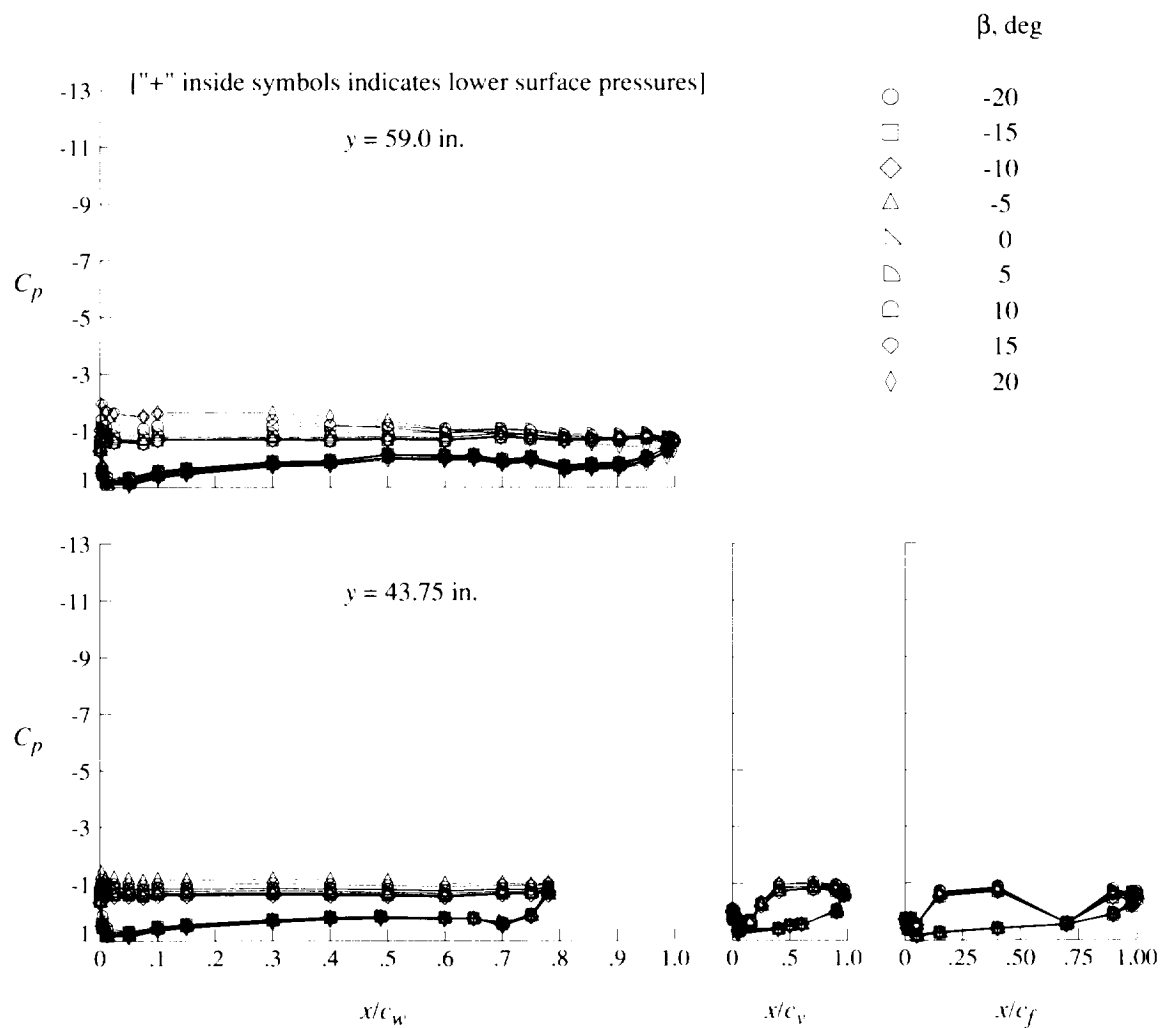 β, deg
["+" inside symbols indicates lower surface pressures]
y = 59.0 in.
-20
-15
-10
-5
0
5
10
15
20
-13
-11
-9
-7
-5
-3
-1
1
C_p
y = 43.75 in.
-13
-11
-9
-7
-5
-3
-1
1
C_p
0 .1 .2 .3 .4 .5 .6 .7 .8 .9 1.0
x/c_w
0 .5 1.0
x/c_v
0 .25 .50 .75 1.00
x/c_f